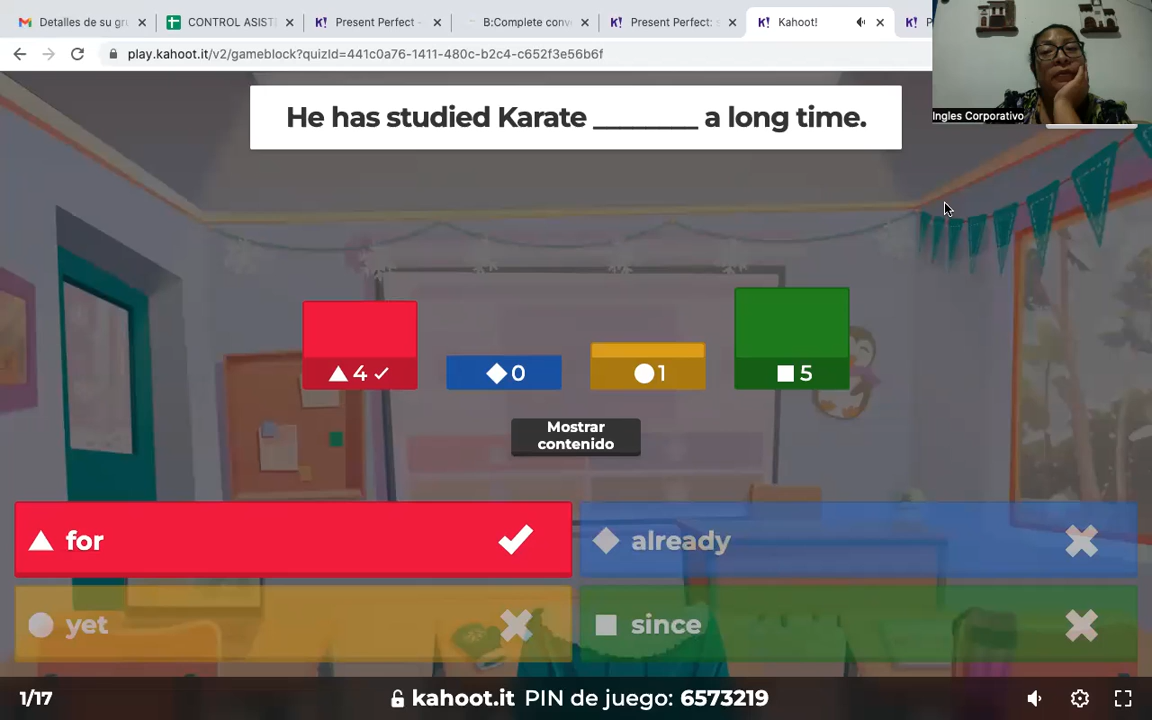 Detalles de su gru
CONTROL ASIST
Present Perfect -
B:Complete conv
Present Perfect: s
Kahoot!
play.kahoot.it/v2/gameblock?quizId=441c0a76-1411-480c-b2c4-c652f3e56b6f
Ingles Corporativo
He has studied Karate ________ a long time.
4
0
1
5
Mostrar
contenido
for
already
yet
since
1/17
kahoot.it PIN de juego: 6573219